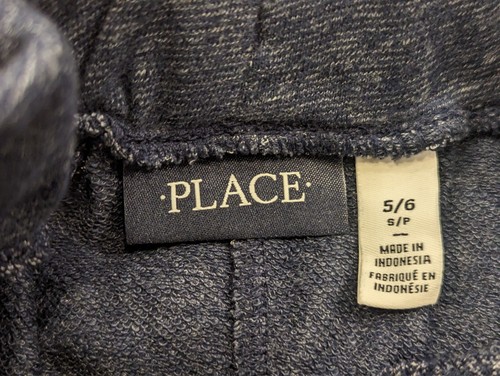 ·PLACE·
5/6
S/P
MADE IN
INDONESIA
FABRIQUÉ EN
INDONÉSIE